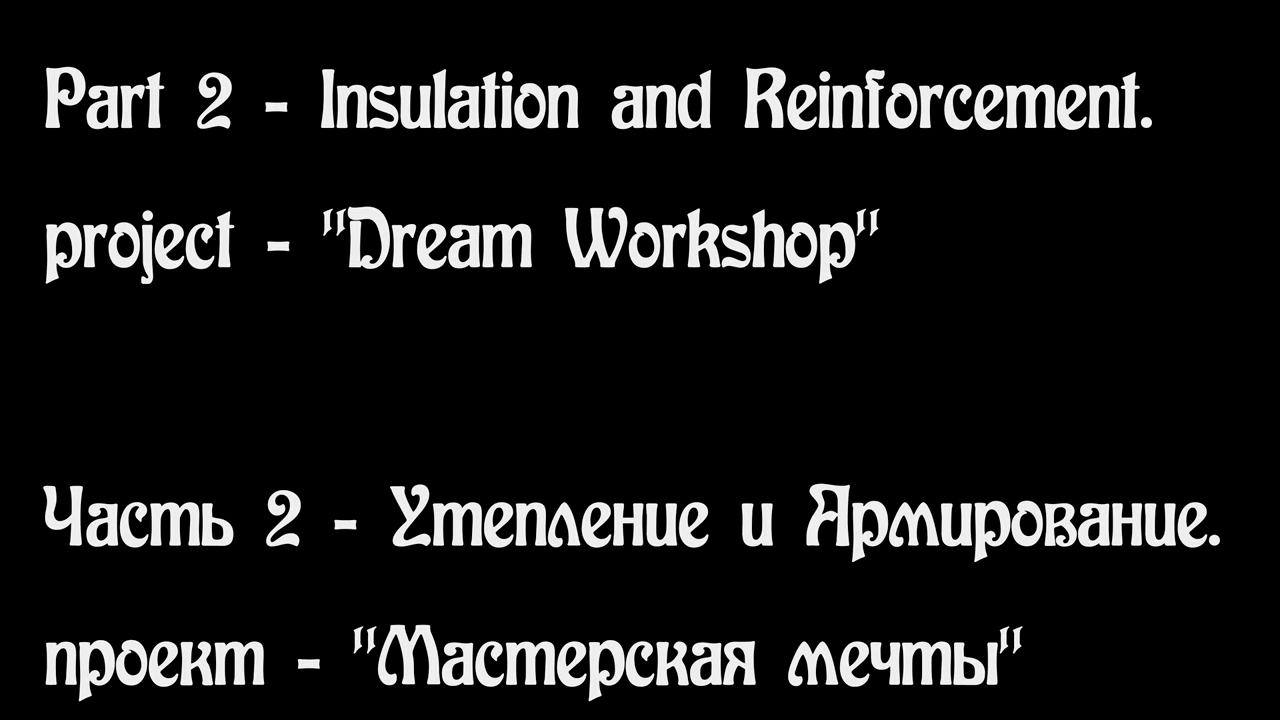 Part 2 - Insulation and Reinforcement.
project - "Dream Workshop"
Часть 2 - Утепление и Армирование.
проект - "Мастерская мечты"